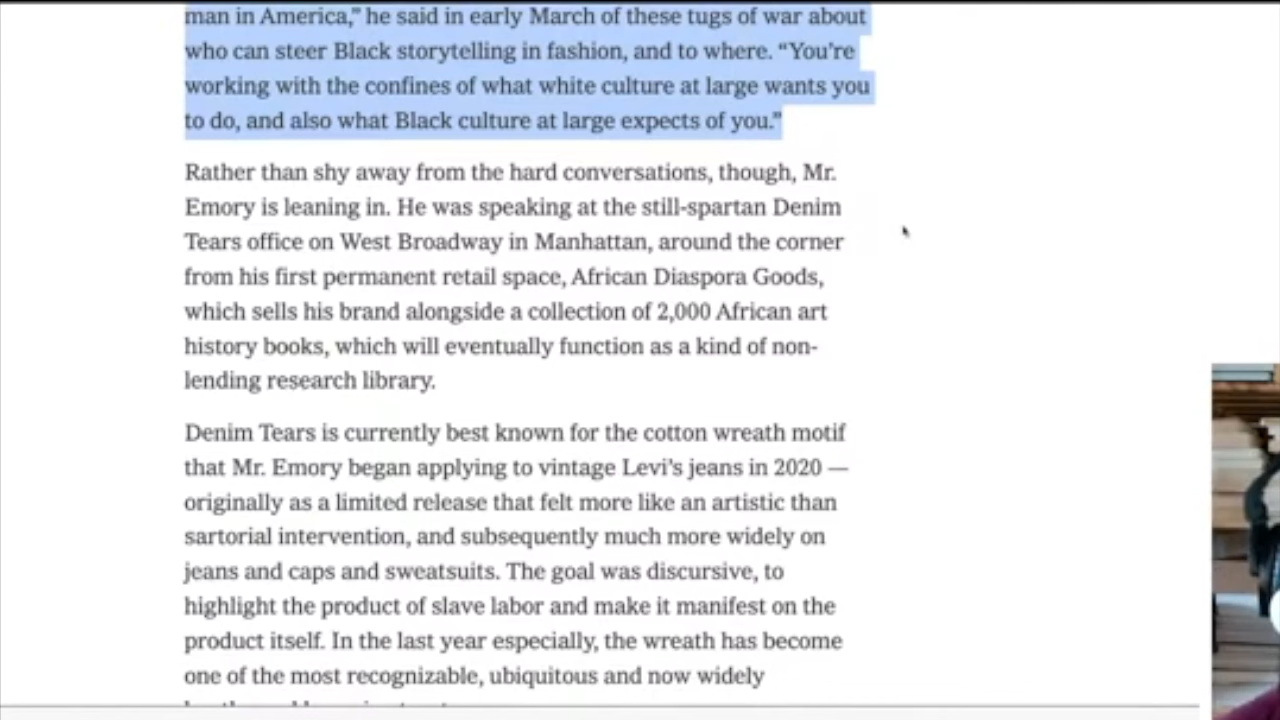 man in America,” he said in early March of these tugs of war about
who can steer Black storytelling in fashion, and to where. “You’re
working with the confines of what white culture at large wants you
to do, and also what Black culture at large expects of you.”
Rather than shy away from the hard conversations, though, Mr.
Emory is leaning in. He was speaking at the still-spartan Denim
Tears office on West Broadway in Manhattan, around the corner
from his first permanent retail space, African Diaspora Goods,
which sells his brand alongside a collection of 2,000 African art
history books, which will eventually function as a kind of non-
lending research library.
Denim Tears is currently best known for the cotton wreath motif
that Mr. Emory began applying to vintage Levi’s jeans in 2020 —
originally as a limited release that felt more like an artistic than
sartorial intervention, and subsequently much more widely on
jeans and caps and sweatsuits. The goal was discursive, to
highlight the product of slave labor and make it manifest on the
product itself. In the last year especially, the wreath has become
one of the most recognizable, ubiquitous and now widely